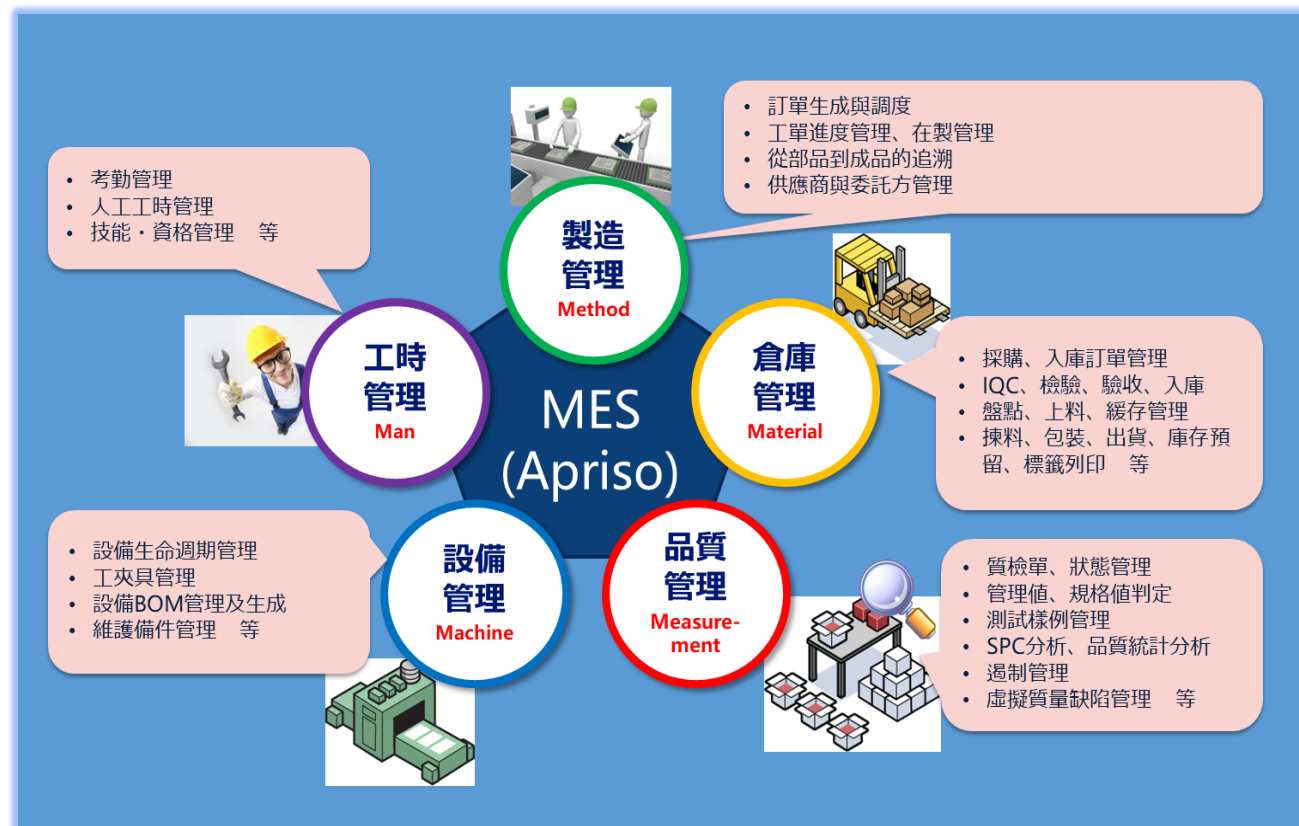 • 訂單生成與調度
• 工單進度管理、在製管理
• 從部品到成品的追溯
• 供應商與委託方管理
• 考勤管理
• 人工工時管理
• 技能・資格管理　等
製造
管理
Method
工時
管理
Man
倉庫
管理
Material
• 採購、入庫訂單管理
• IQC、檢驗、驗收、入庫
• 盤點、上料、緩存管理
• 揀料、包裝、出貨、庫存預
留、標籤列印　等
MES
(Apriso)
• 設備生命週期管理
• 工夾具管理
• 設備BOM管理及生成
• 維護備件管理　等
設備
管理
Machine
品質
管理
Measure-
ment
• 質檢單、狀態管理
• 管理值、規格值判定
• 測試樣例管理
• SPC分析、品質統計分析
• 遏制管理
• 虛擬質量缺陷管理　等